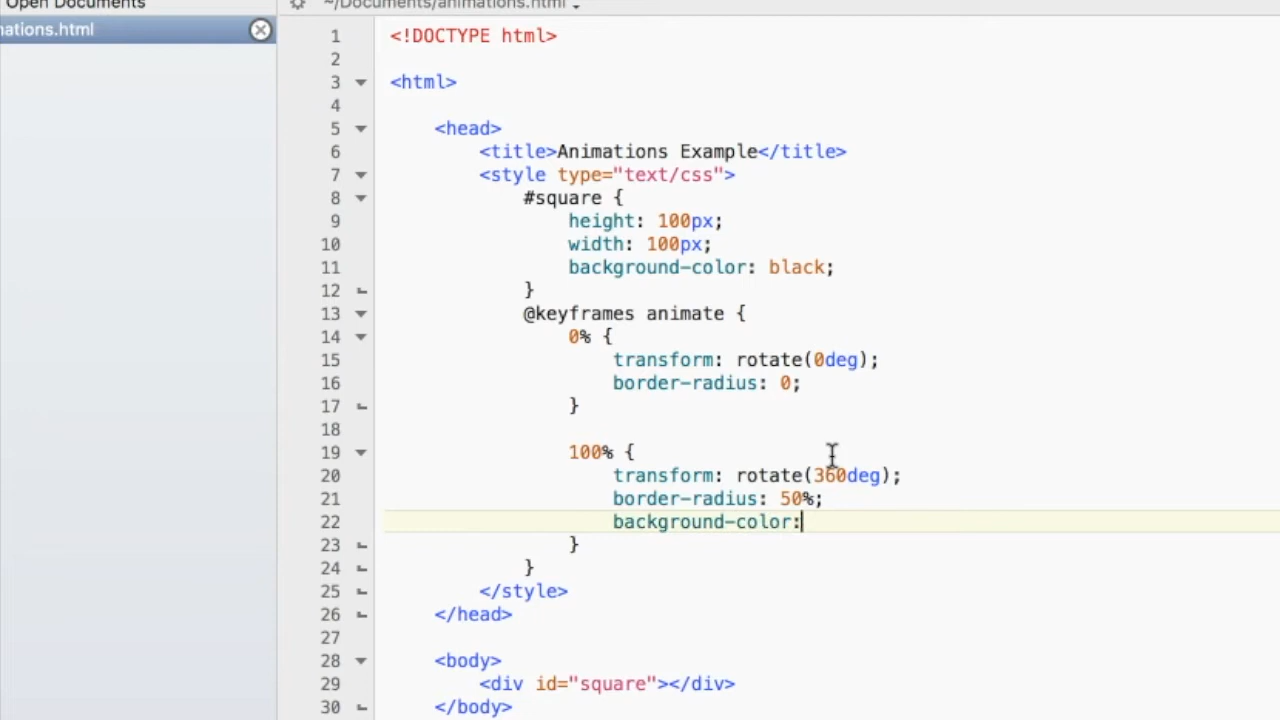 Open Documents
~/Documents/animations.html
ations.html
1 <!DOCTYPE html>
2
3 <html>
4
5 <head>
6 <title>Animations Example</title>
7 <style type="text/css">
8 #square {
9 height: 100px;
10 width: 100px;
11 background-color: black;
12 }
13 @keyframes animate {
14 0% {
15 transform: rotate(0deg);
16 border-radius: 0;
17 }
18
19 100% {
20 transform: rotate(360deg);
21 border-radius: 50%;
22 background-color:
23 }
24 }
25 </style>
26 </head>
27
28 <body>
29 <div id="square"></div>
30 </body>